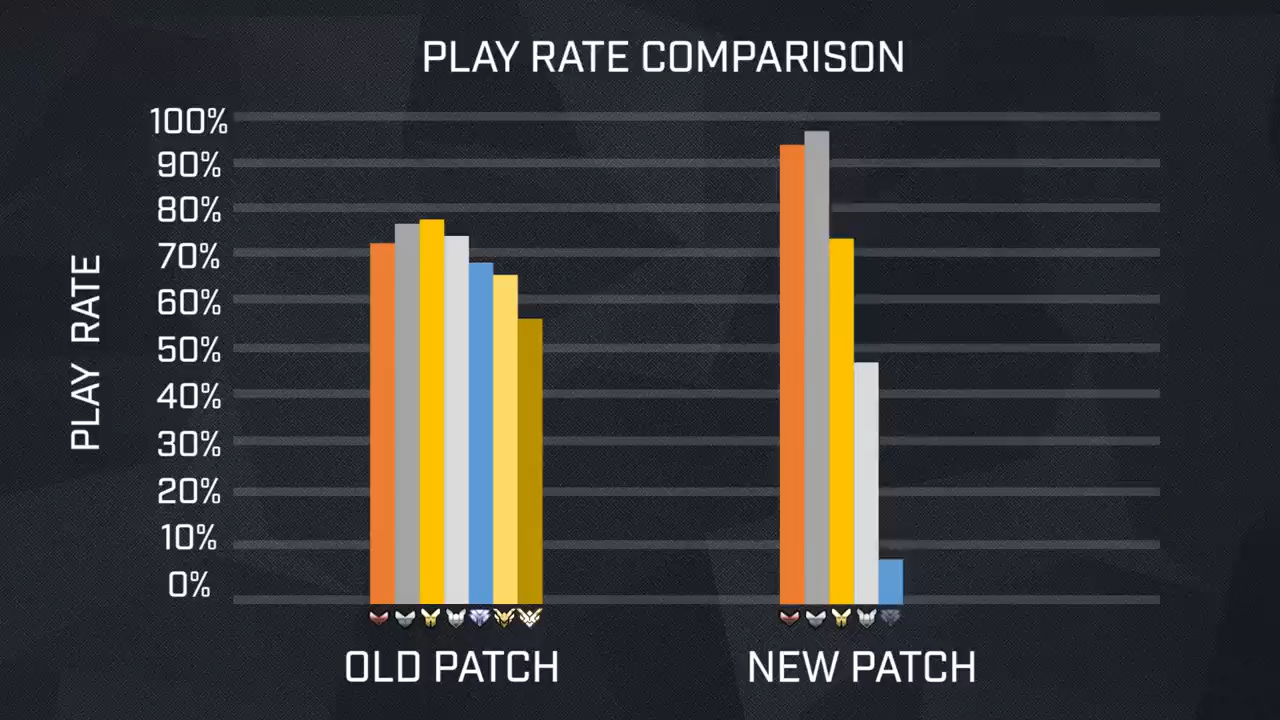 PLAY RATE COMPARISON
100%
90%
80%
70%
60%
50%
40%
30%
20%
10%
0%
PLAY RATE
OLD PATCH
NEW PATCH